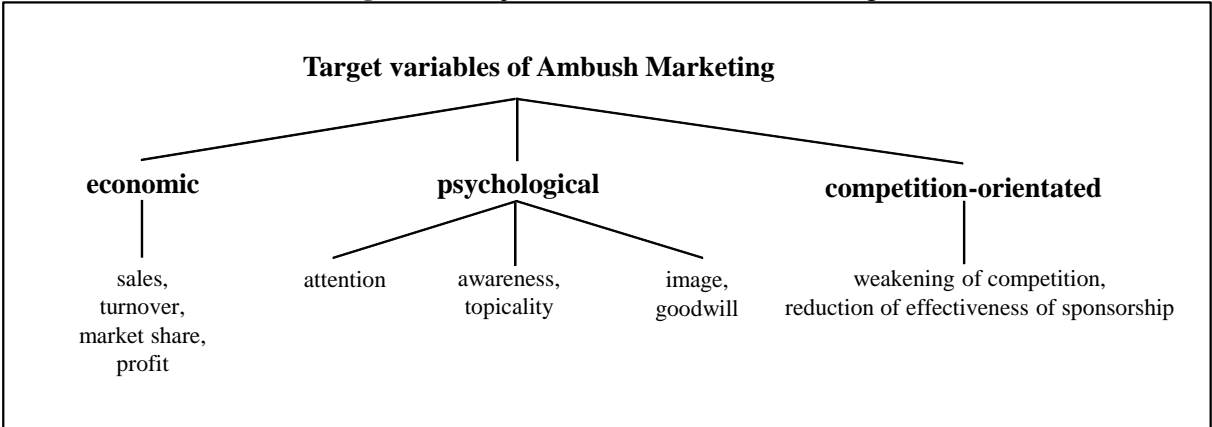 Target variables of Ambush Marketing
economic
psychological
competition-orientated
sales,
turnover,
market share,
profit
attention
awareness,
topicality
image,
goodwill
weakening of competition,
reduction of effectiveness of sponsorship